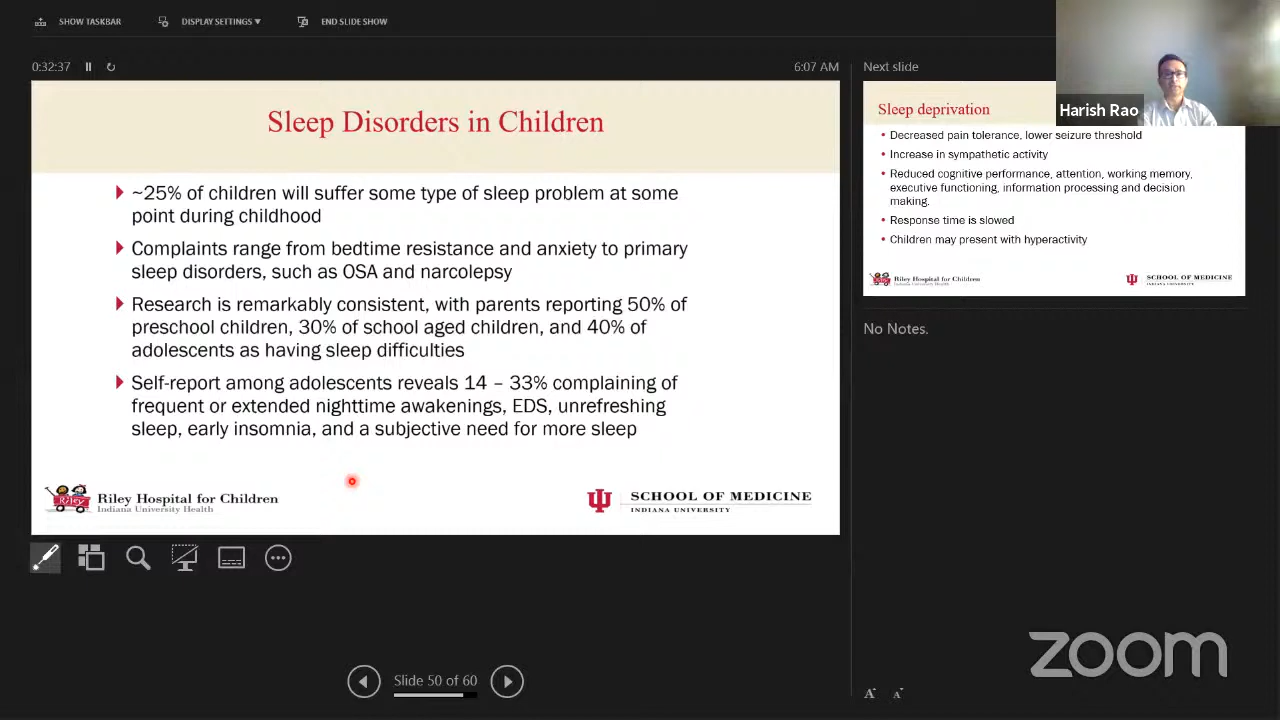 SHOW TASKBAR
DISPLAY SETTINGS ▾
END SLIDE SHOW
0:32:37
6:07 AM
Sleep Disorders in Children
~25% of children will suffer some type of sleep problem at some
point during childhood
Complaints range from bedtime resistance and anxiety to primary
sleep disorders, such as OSA and narcolepsy
Research is remarkably consistent, with parents reporting 50% of
preschool children, 30% of school aged children, and 40% of
adolescents as having sleep difficulties
Self-report among adolescents reveals 14 – 33% complaining of
frequent or extended nighttime awakenings, EDS, unrefreshing
sleep, early insomnia, and a subjective need for more sleep
Riley
Riley Hospital for Children
Indiana University Health
SCHOOL OF MEDICINE
INDIANA UNIVERSITY
Slide 50 of 60
Next slide
Harish Rao
Sleep deprivation
• Decreased pain tolerance, lower seizure threshold
• Increase in sympathetic activity
• Reduced cognitive performance, attention, working memory,
executive functioning, information processing and decision
making.
• Response time is slowed
• Children may present with hyperactivity
Riley Hospital for Children
Indiana University Health
SCHOOL OF MEDICINE
INDIANA UNIVERSITY
No Notes.
zoom
A A